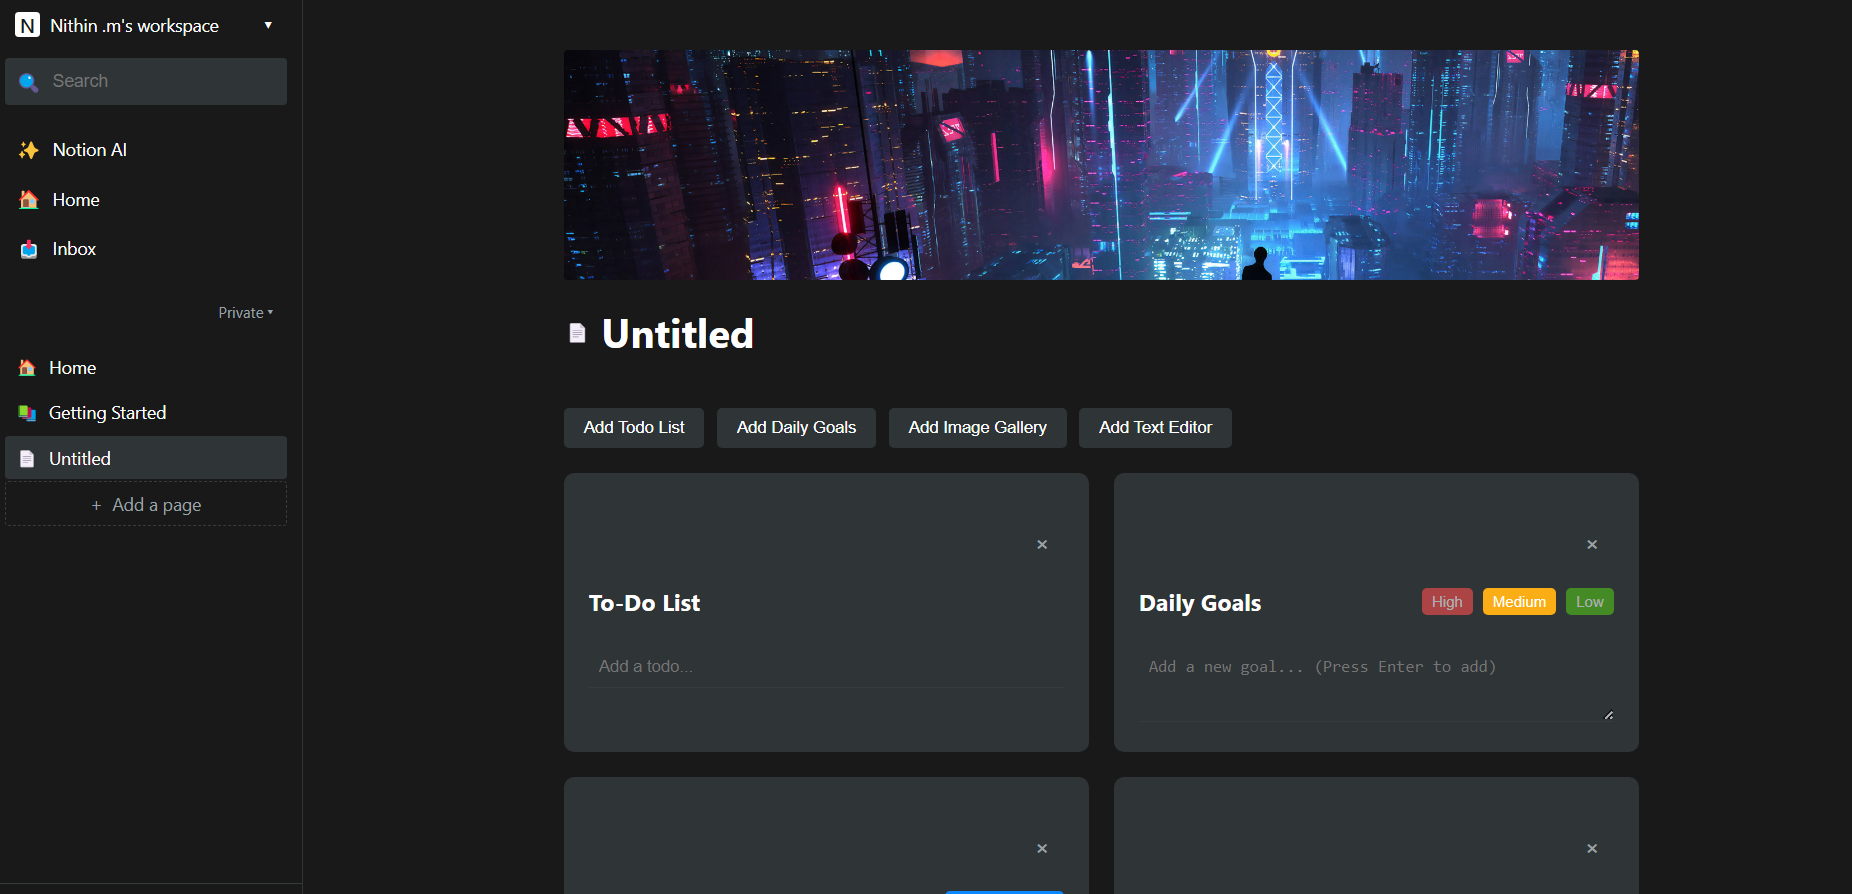 N Nithin .m's workspace ▼
Search
Notion AI
Home
Inbox
Private ▾
Home
Getting Started
Untitled
+ Add a page
Untitled
Add Todo List Add Daily Goals Add Image Gallery Add Text Editor
×
To-Do List
Add a todo...
×
Daily Goals High Medium Low
Add a new goal... (Press Enter to add)
×
×